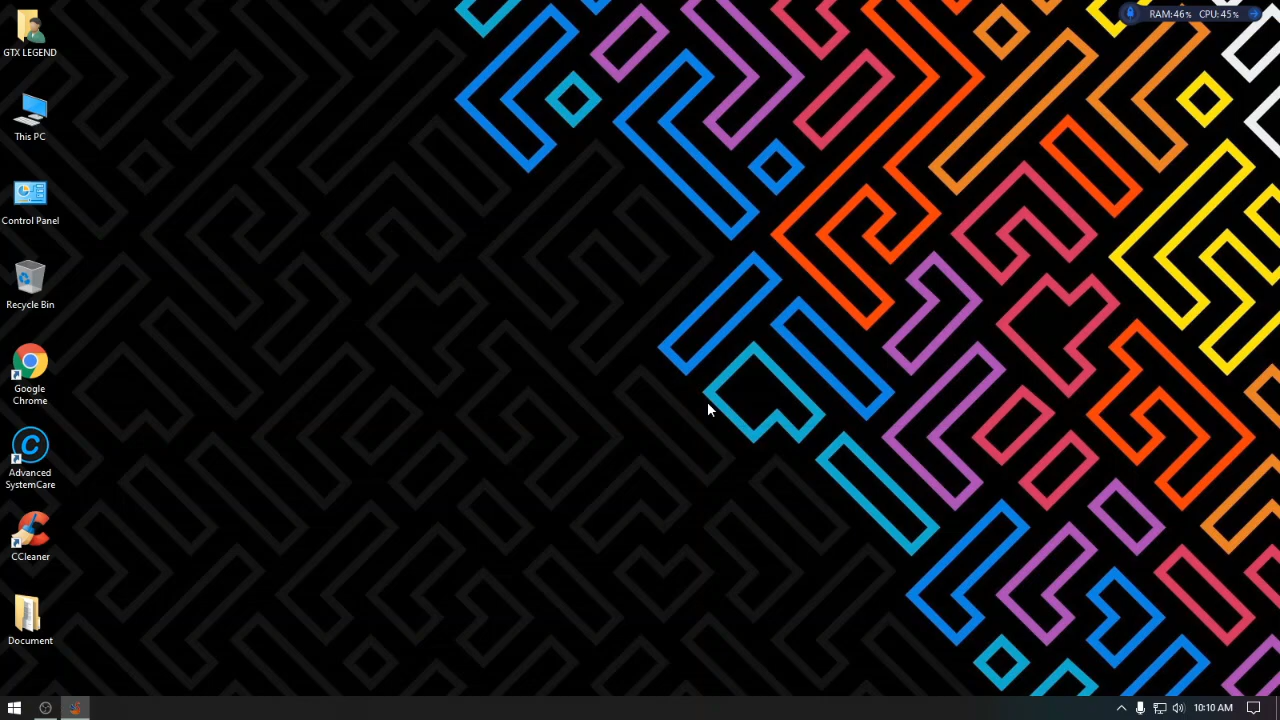 RAM:46% CPU:45%
GTX LEGEND
This PC
Control Panel
Recycle Bin
Google
Chrome
Advanced
SystemCare
CCleaner
Document
10:10 AM